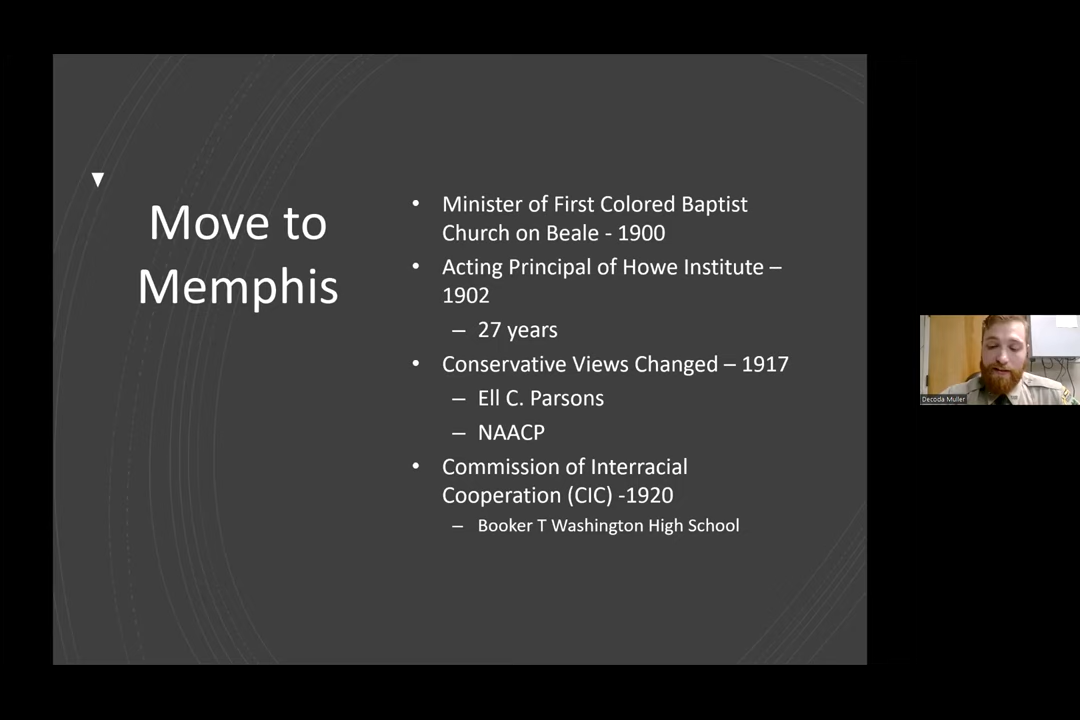 Move to
Memphis
• Minister of First Colored Baptist
Church on Beale - 1900
• Acting Principal of Howe Institute –
1902
– 27 years
• Conservative Views Changed – 1917
– Ell C. Parsons
– NAACP
• Commission of Interracial
Cooperation (CIC) -1920
– Booker T Washington High School
Decoda Muller